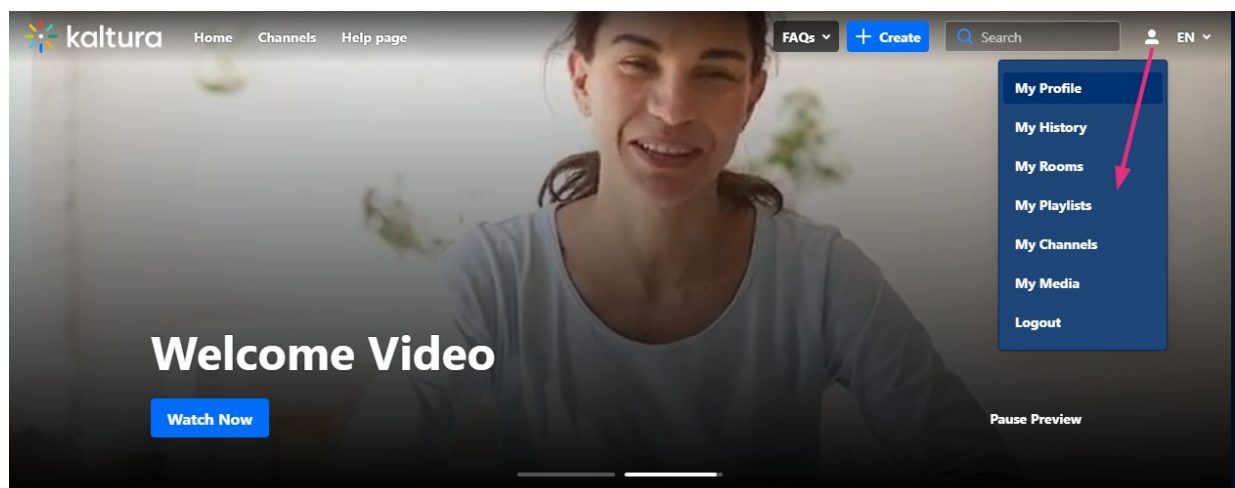 kaltura Home Channels Help page FAQs Create Search EN
My Profile
My History
My Rooms
My Playlists
My Channels
My Media
Logout
Welcome Video
Watch Now
Pause Preview